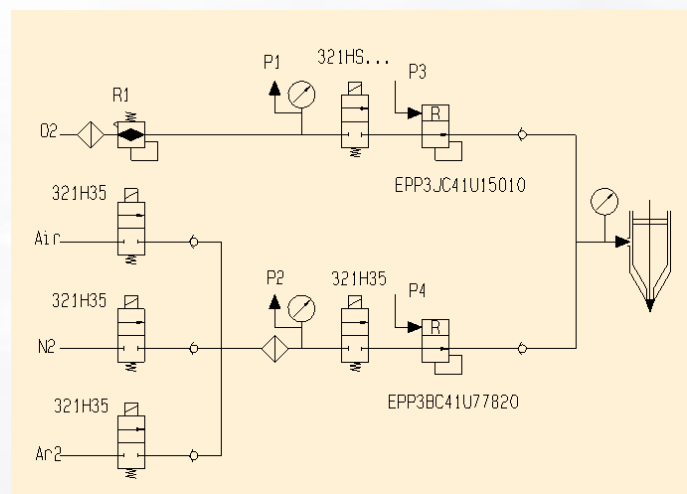 321HS...
P1
P3
R1
R
O2
EPP3JC41U15010
321H35
Air
321H35
P2
321H35
P4
R
N2
EPP3BC41U77820
321H35
Ar2